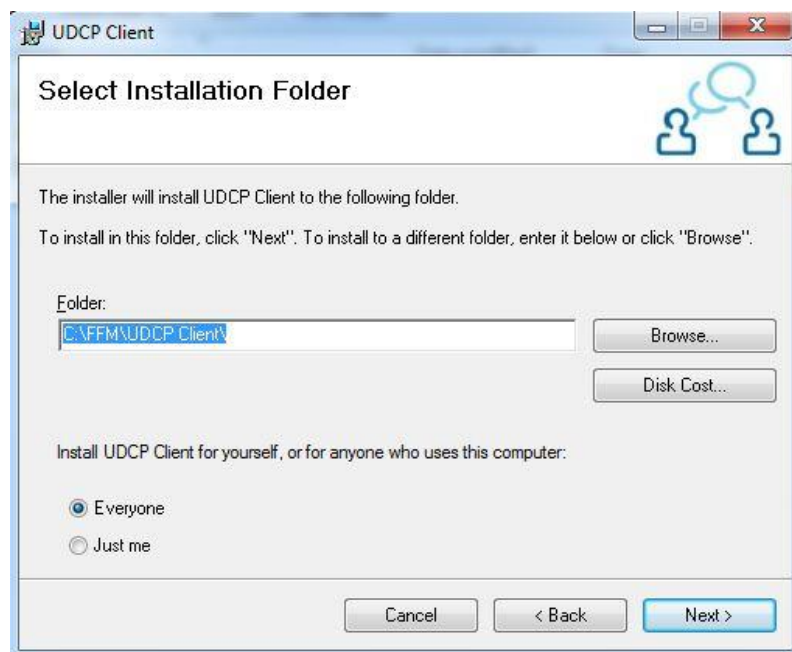 UDCP Client
Select Installation Folder
The installer will install UDCP Client to the following folder.
To install in this folder, click "Next". To install to a different folder, enter it below or click "Browse".
Folder:
C:\FFM\UDCP Client\
Browse...
Disk Cost...
Install UDCP Client for yourself, or for anyone who uses this computer:
Everyone
Just me
Cancel
< Back
Next >